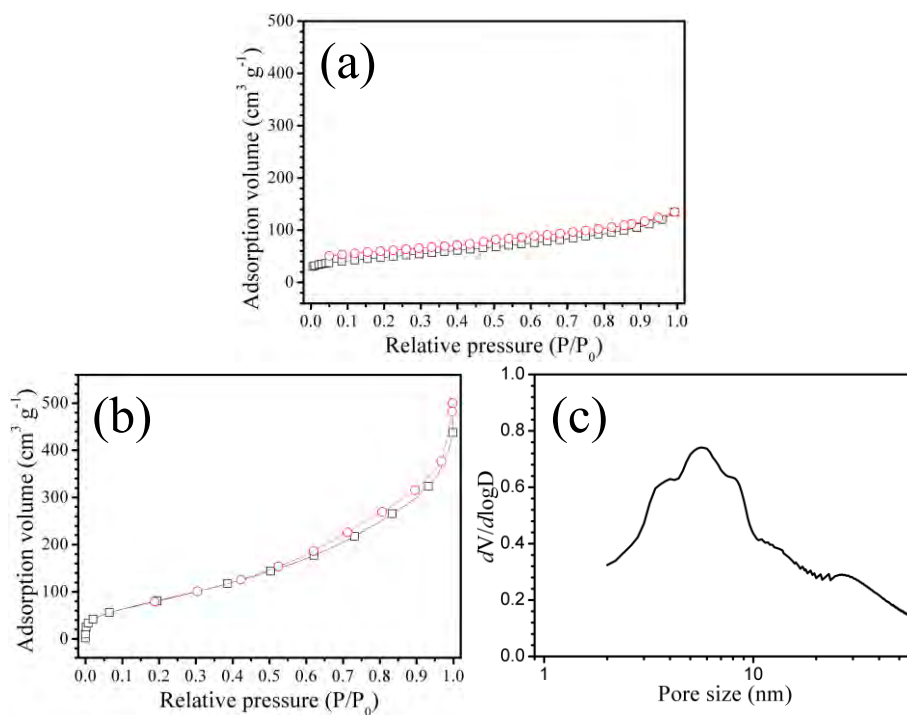 (a)
500
400
300
200
100
0
Adsorption volume (cm³ g⁻¹)
0.0 0.1 0.2 0.3 0.4 0.5 0.6 0.7 0.8 0.9 1.0
Relative pressure (P/P₀)
(b)
500
400
300
200
100
0
Adsorption volume (cm³ g⁻¹)
0.0 0.1 0.2 0.3 0.4 0.5 0.6 0.7 0.8 0.9 1.0
Relative pressure (P/P₀)
(c)
1.0
0.8
0.6
0.4
0.2
0.0
dV/dlogD
1 10
Pore size (nm)